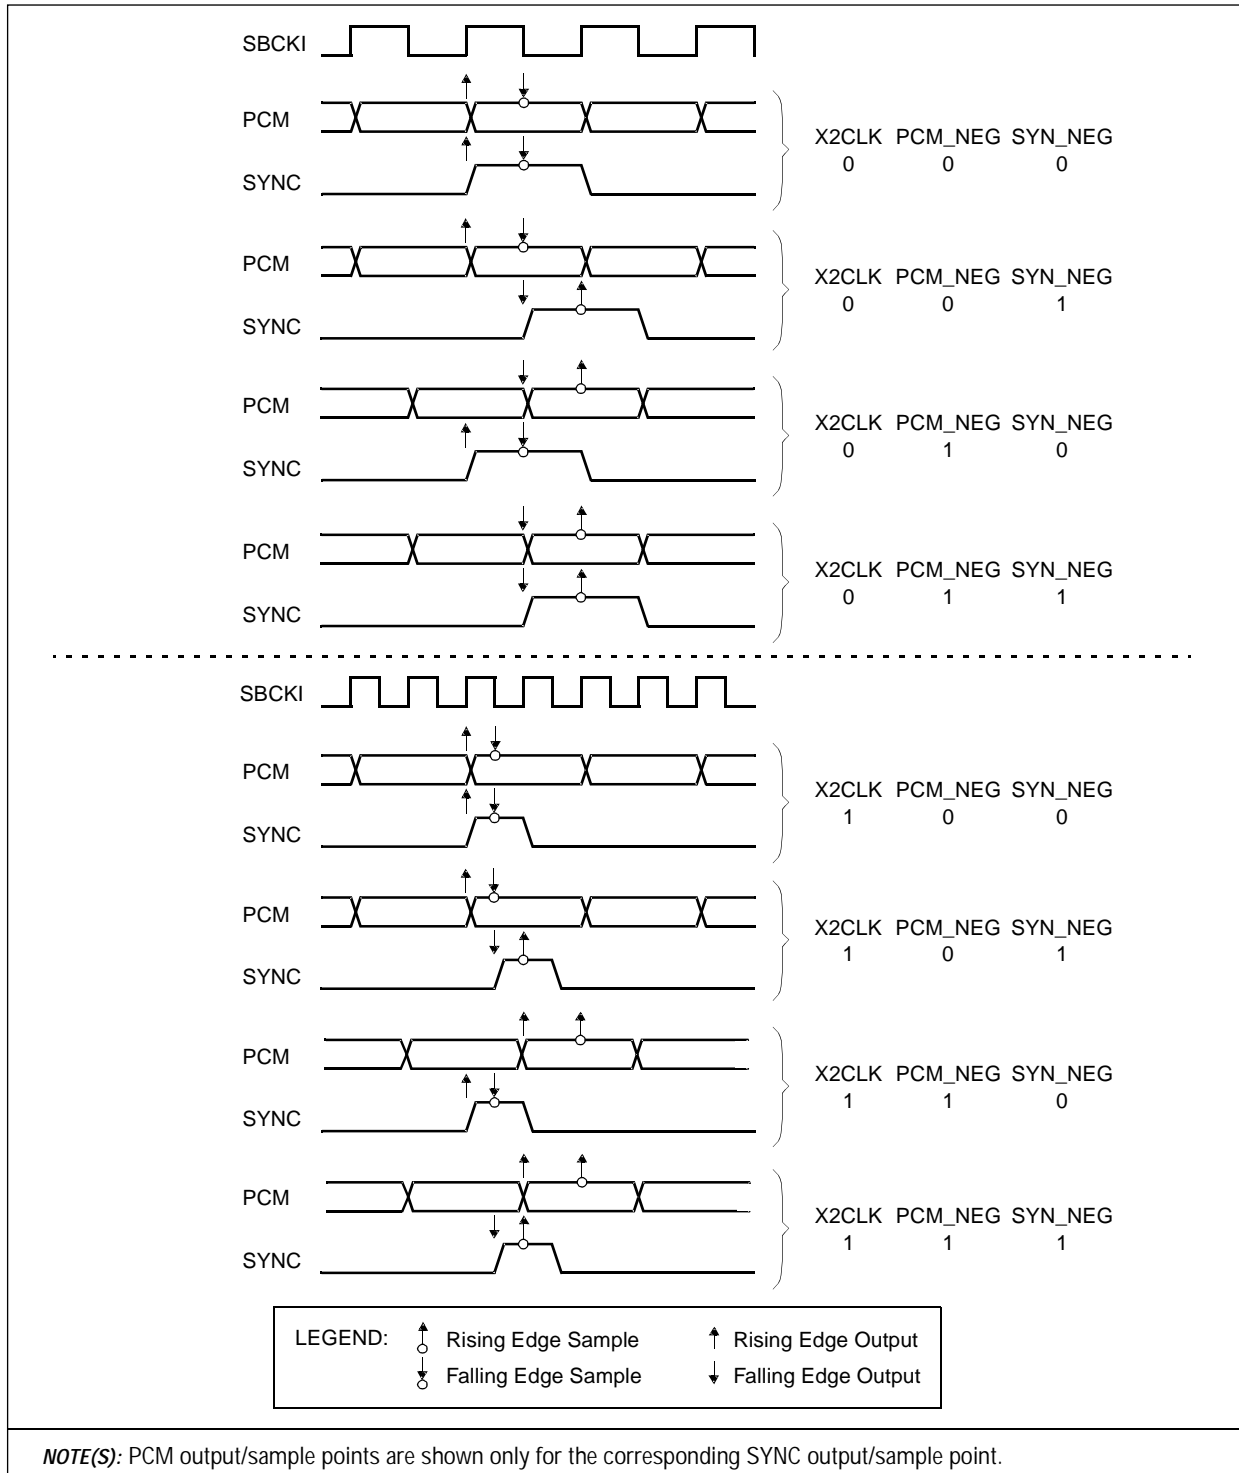 SBCKI
PCM
X2CLK PCM_NEG SYN_NEG
0 0 0
SYNC
PCM
X2CLK PCM_NEG SYN_NEG
0 0 1
SYNC
PCM
X2CLK PCM_NEG SYN_NEG
0 1 0
SYNC
PCM
X2CLK PCM_NEG SYN_NEG
0 1 1
SYNC
SBCKI
PCM
X2CLK PCM_NEG SYN_NEG
1 0 0
SYNC
PCM
X2CLK PCM_NEG SYN_NEG
1 0 1
SYNC
PCM
X2CLK PCM_NEG SYN_NEG
1 1 0
SYNC
PCM
X2CLK PCM_NEG SYN_NEG
1 1 1
SYNC
LEGEND: Rising Edge Sample Rising Edge Output
Falling Edge Sample Falling Edge Output
NOTE(S): PCM output/sample points are shown only for the corresponding SYNC output/sample point.